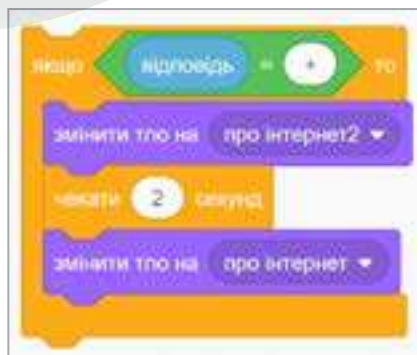 якщо відповідь = + то
змінити тло на про інтернет2
чекати 2 секунд
змінити тло на про інтернет